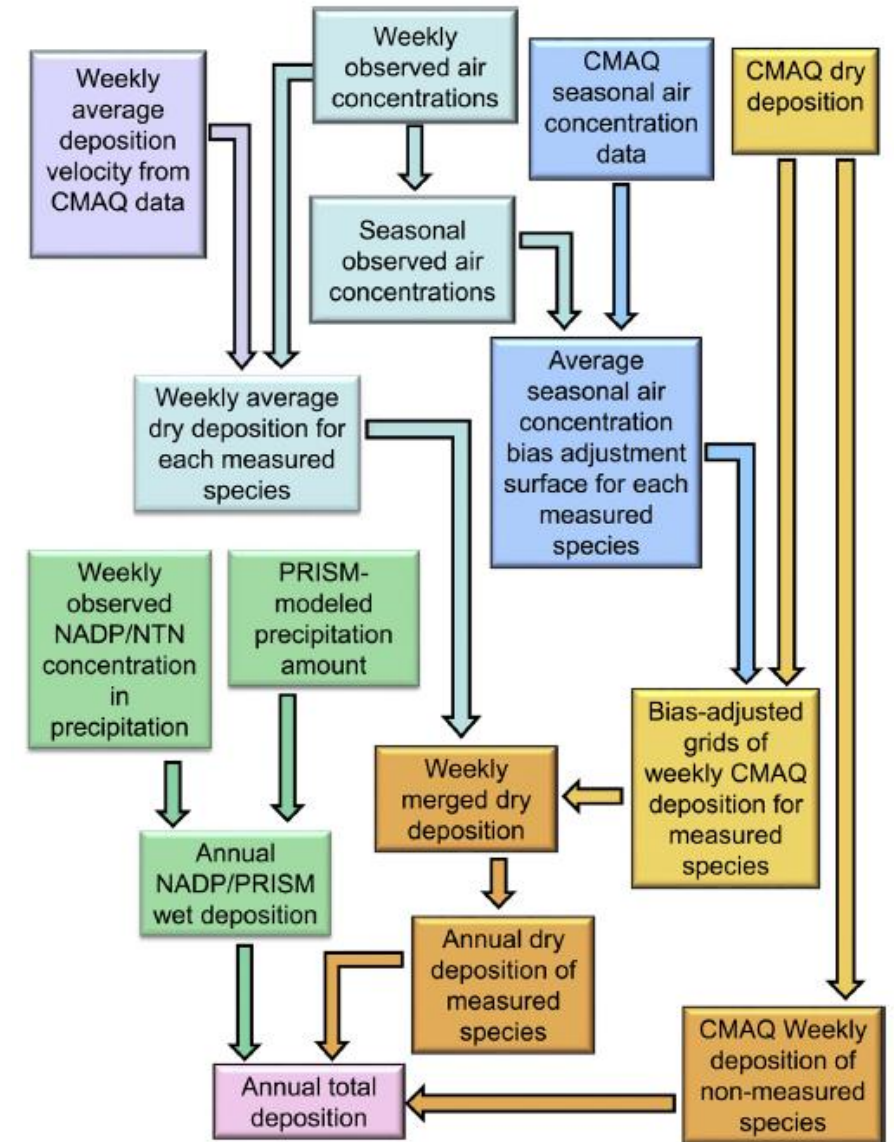 Weekly
average
deposition
velocity from
CMAQ data
Weekly
observed air
concentrations
CMAQ
seasonal air
concentration
data
CMAQ dry
deposition
Seasonal
observed air
concentrations
Weekly average
dry deposition for
each measured
species
Average
seasonal air
concentration
bias adjustment
surface for each
measured
species
Weekly
observed
NADP/NTN
concentration
in
precipitation
PRISM-
modeled
precipitation
amount
Weekly
merged dry
deposition
Bias-adjusted
grids of
weekly CMAQ
deposition for
measured
species
Annual
NADP/PRISM
wet deposition
Annual dry
deposition of
measured
species
CMAQ Weekly
deposition of
non-measured
species
Annual total
deposition